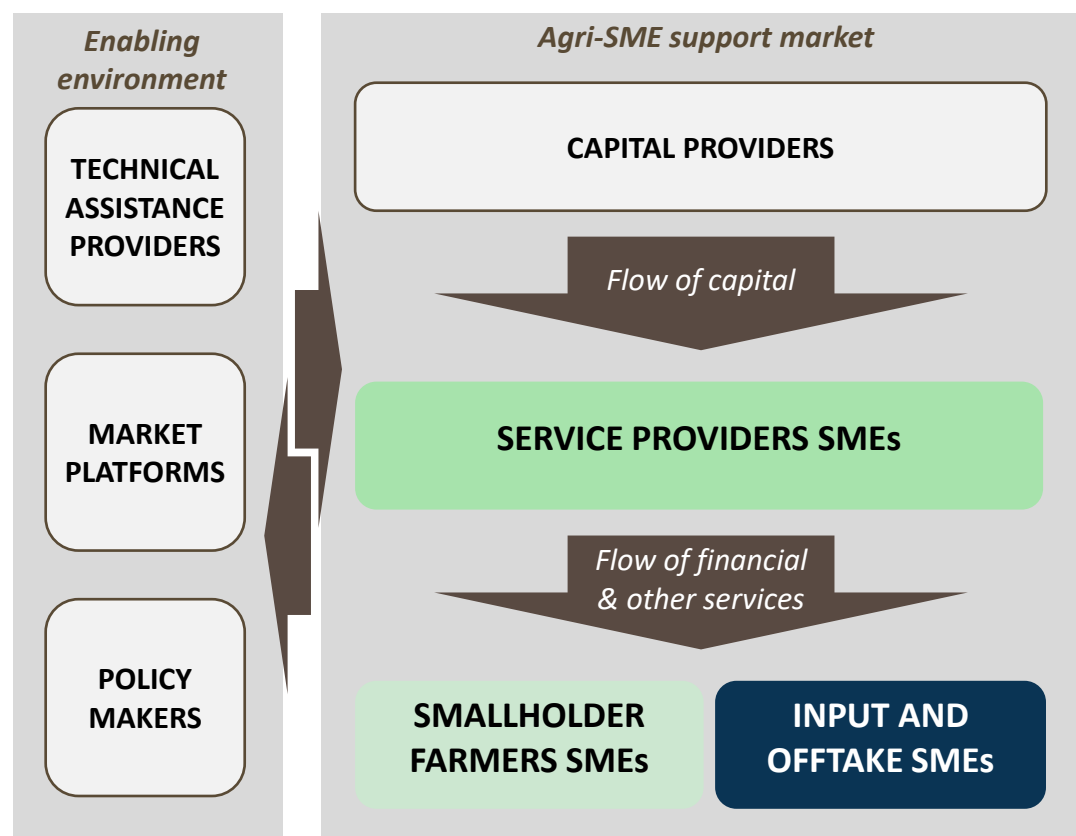 Enabling
environment
TECHNICAL
ASSISTANCE
PROVIDERS
MARKET
PLATFORMS
POLICY
MAKERS
Agri-SME support market
CAPITAL PROVIDERS
Flow of capital
SERVICE PROVIDERS SMEs
Flow of financial
& other services
SMALLHOLDER
FARMERS SMEs
INPUT AND
OFFTAKE SMEs